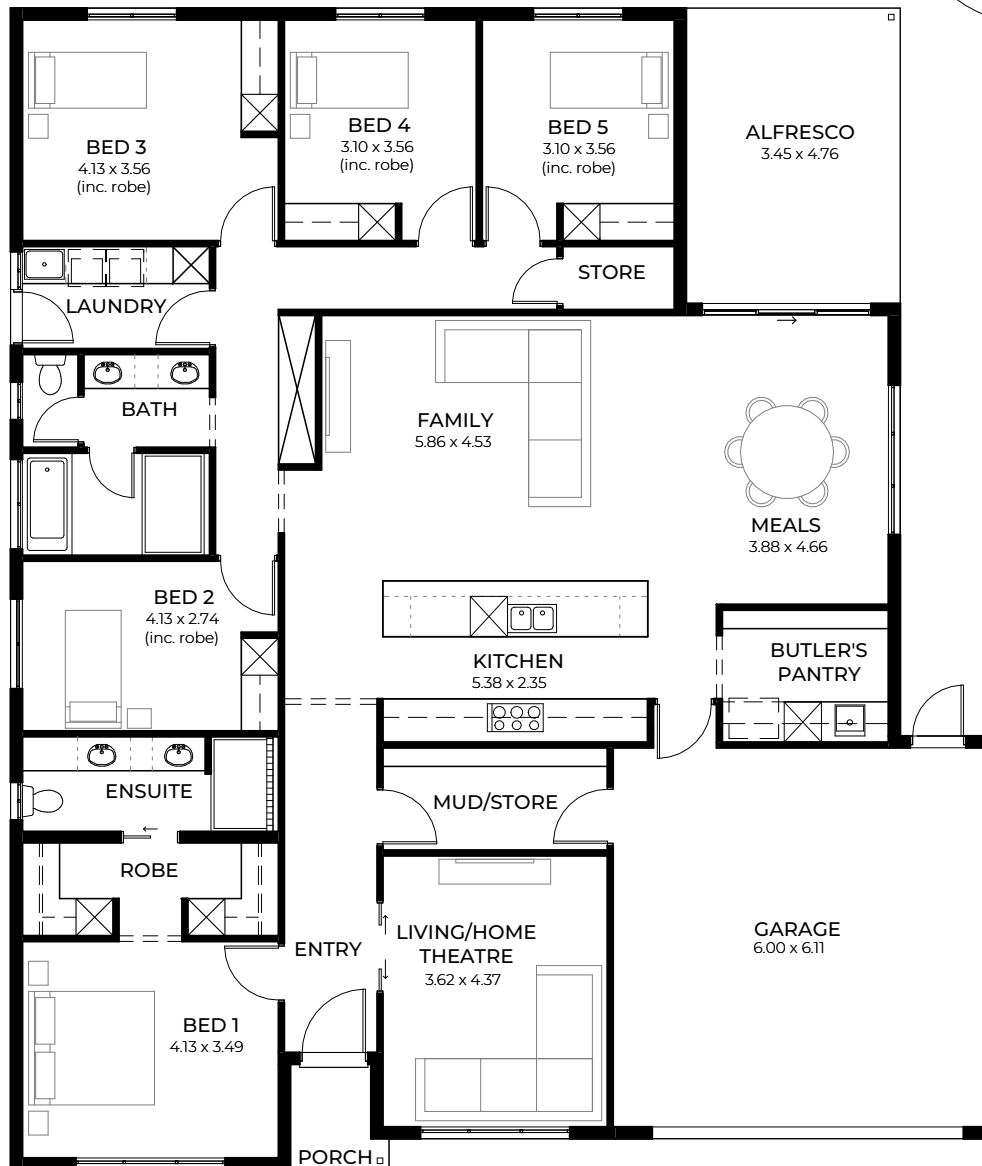 BED 3
4.13 x 3.56
(inc. robe)
BED 4
3.10 x 3.56
(inc. robe)
BED 5
3.10 x 3.56
(inc. robe)
ALFRESCO
3.45 x 4.76
STORE
LAUNDRY
BATH
FAMILY
5.86 x 4.53
MEALS
3.88 x 4.66
BED 2
4.13 x 2.74
(inc. robe)
KITCHEN
5.38 x 2.35
BUTLER'S
PANTRY
ENSUITE
MUD/STORE
ROBE
ENTRY
LIVING/HOME
THEATRE
3.62 x 4.37
GARAGE
6.00 x 6.11
BED 1
4.13 x 3.49
PORCH